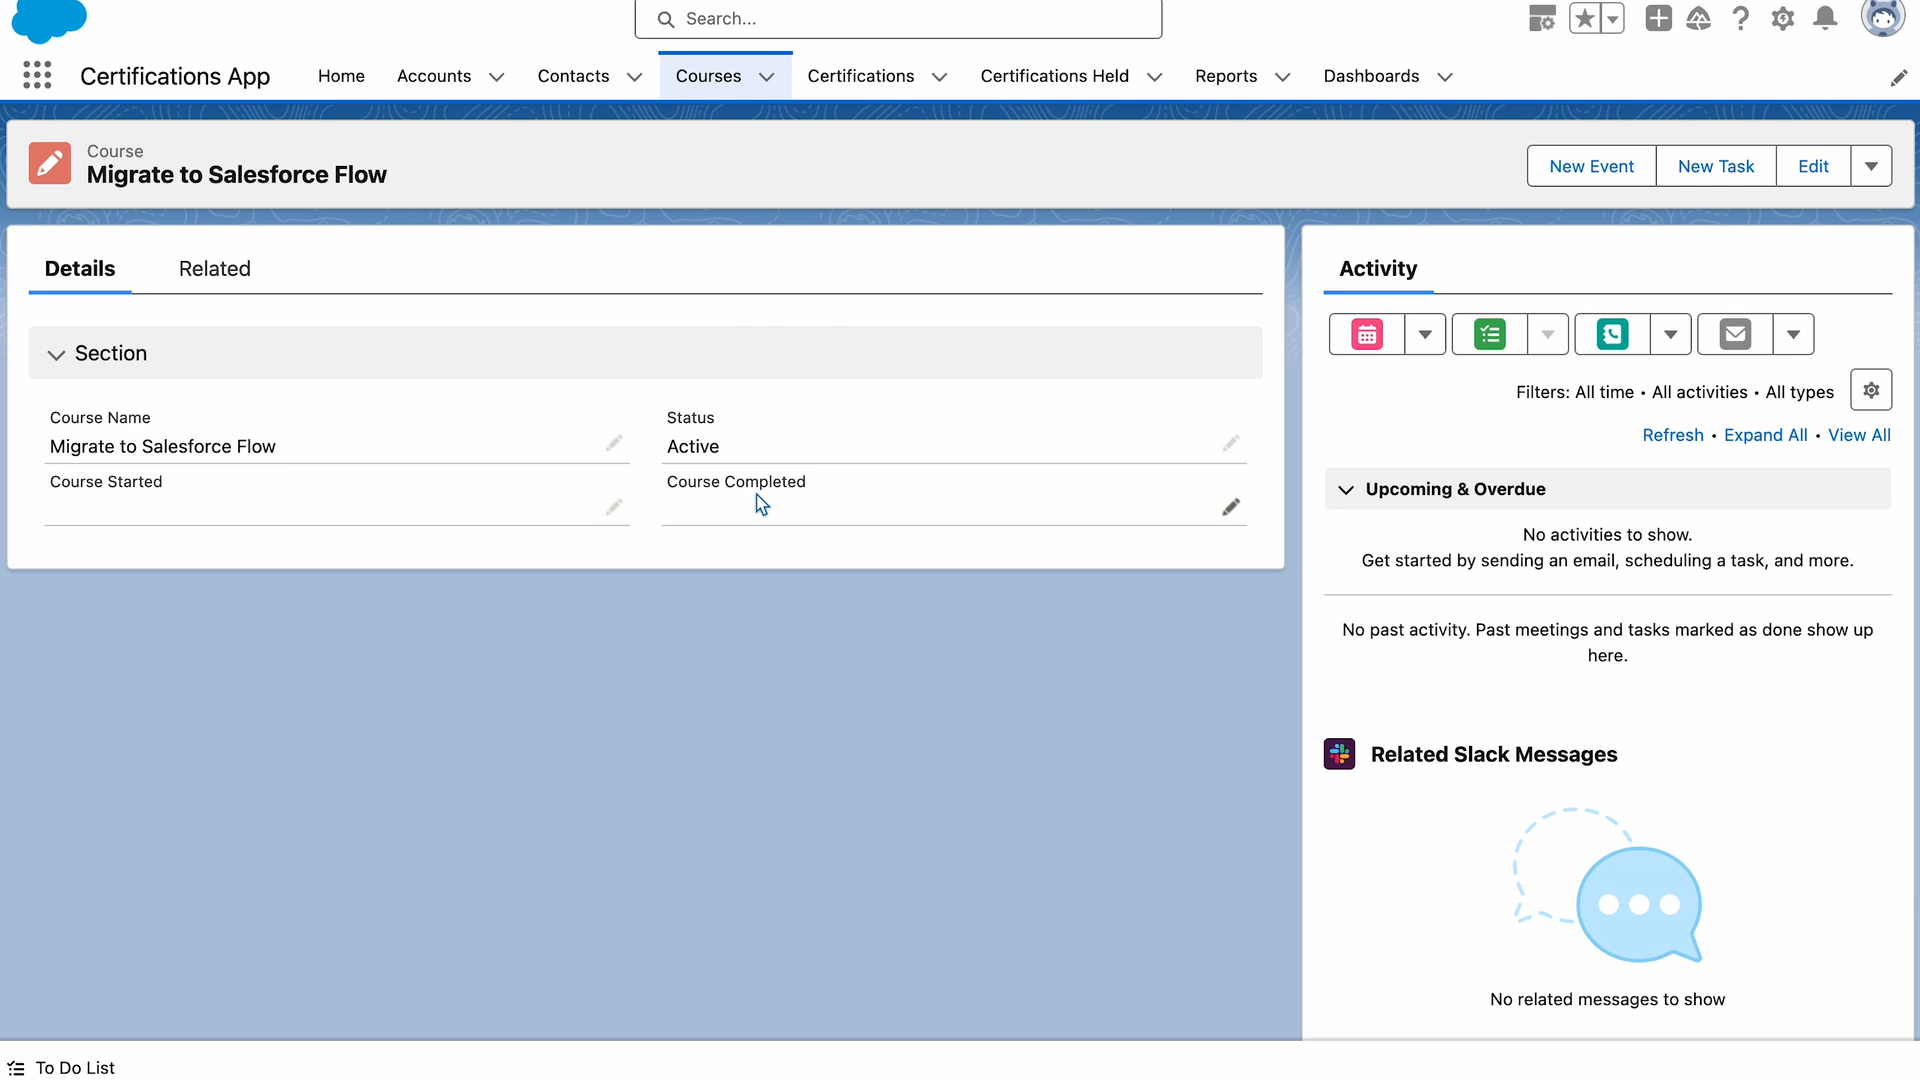 Search...
Certifications App
Home
Accounts
Contacts
Courses
Certifications
Certifications Held
Reports
Dashboards
Course
Migrate to Salesforce Flow
New Event
New Task
Edit
Details
Related
Section
Course Name
Migrate to Salesforce Flow
Status
Active
Course Started
Course Completed
Activity
Filters: All time • All activities • All types
Refresh • Expand All • View All
Upcoming & Overdue
No activities to show.
Get started by sending an email, scheduling a task, and more.
No past activity. Past meetings and tasks marked as done show up
here.
Related Slack Messages
No related messages to show
To Do List